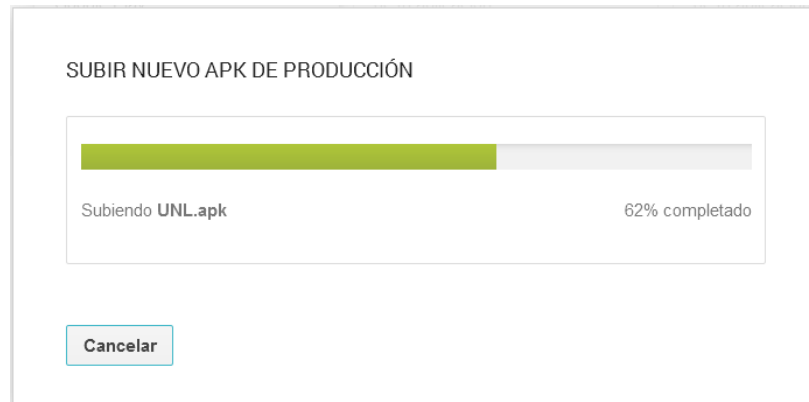 SUBIR NUEVO APK DE PRODUCCIÓN
Subiendo UNL.apk
62% completado
Cancelar